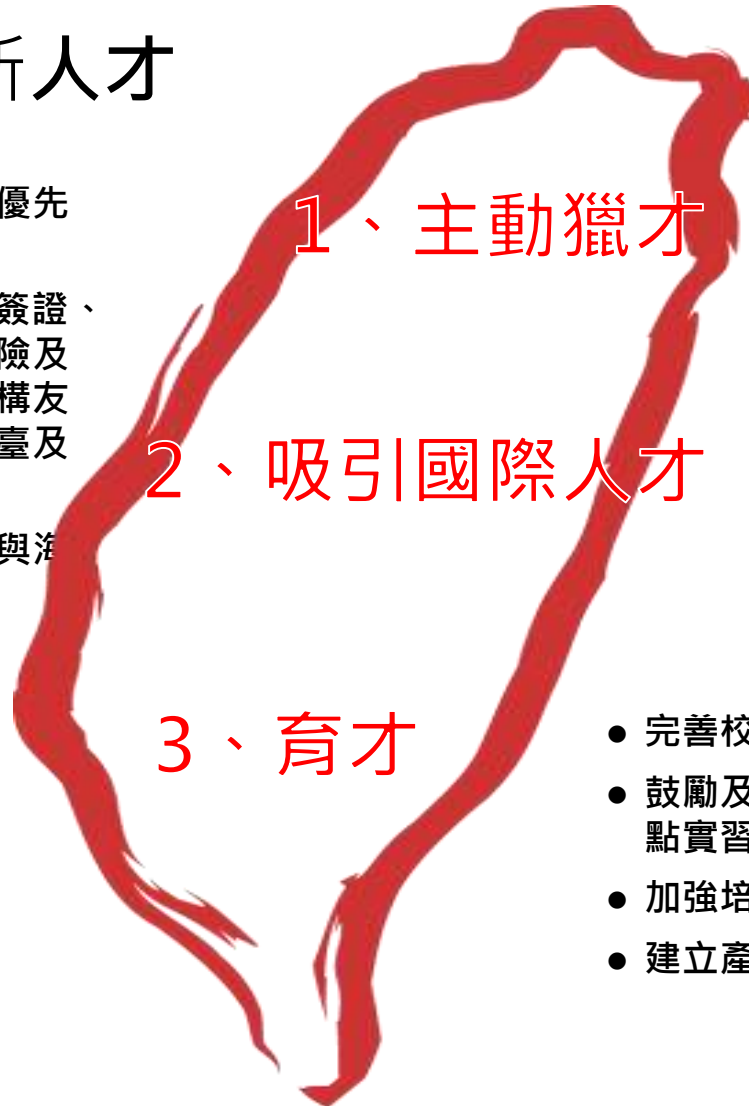 新人才
優先
1、主動獵才
簽證、
險及
構友
臺及
2、吸引國際人才
與海
3、育才
● 完善校
● 鼓勵及
點實習
● 加強培
● 建立產